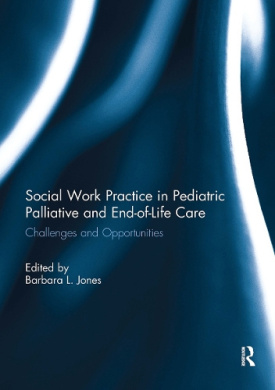 Social Work Practice in Pediatric
Palliative and End-of-Life Care
Challenges and Opportunities
Edited by
Barbara L. Jones